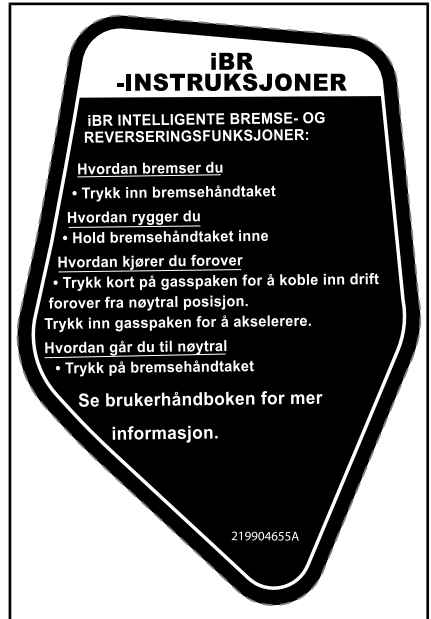 iBR
-INSTRUKSJONER
iBR INTELLIGENTE BREMSE- OG
REVERSERINGSFUNKSJONER:
Hvordan bremser du
• Trykk inn bremsehåndtaket
Hvordan rygger du
• Hold bremsehåndtaket inne
Hvordan kjører du forover
• Trykk kort på gasspaken for å koble inn drift
forover fra nøytral posisjon.
Trykk inn gasspaken for å akselerere.
Hvordan går du til nøytral
• Trykk på bremsehåndtaket
Se brukerhåndboken for mer
informasjon.
219904655A